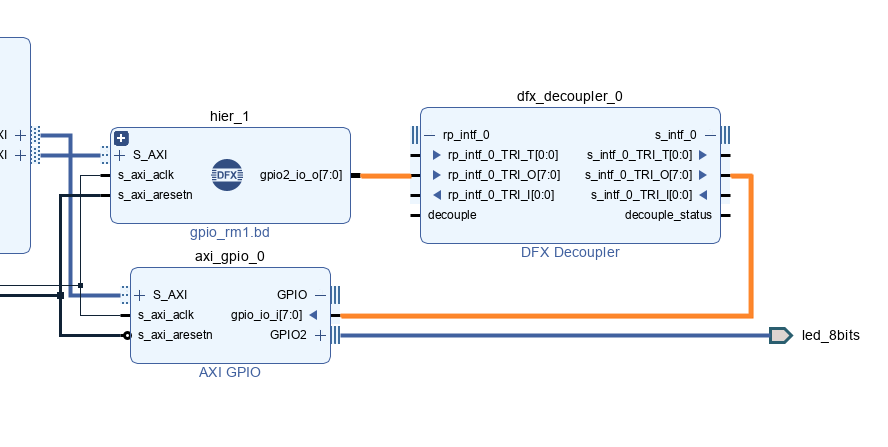 hier_1
XI
XI
S_AXI
s_axi_aclk
s_axi_aresetn
DFX
gpio2_io_o[7:0]
gpio_rm1.bd
dfx_decoupler_0
rp_intf_0
rp_intf_0_TRI_T[0:0]
rp_intf_0_TRI_O[7:0]
rp_intf_0_TRI_I[0:0]
decouple
s_intf_0
s_intf_0_TRI_T[0:0]
s_intf_0_TRI_O[7:0]
s_intf_0_TRI_I[0:0]
decouple_status
DFX Decoupler
axi_gpio_0
S_AXI
s_axi_aclk
s_axi_aresetn
GPIO
gpio_io_i[7:0]
GPIO2
AXI GPIO
led_8bits